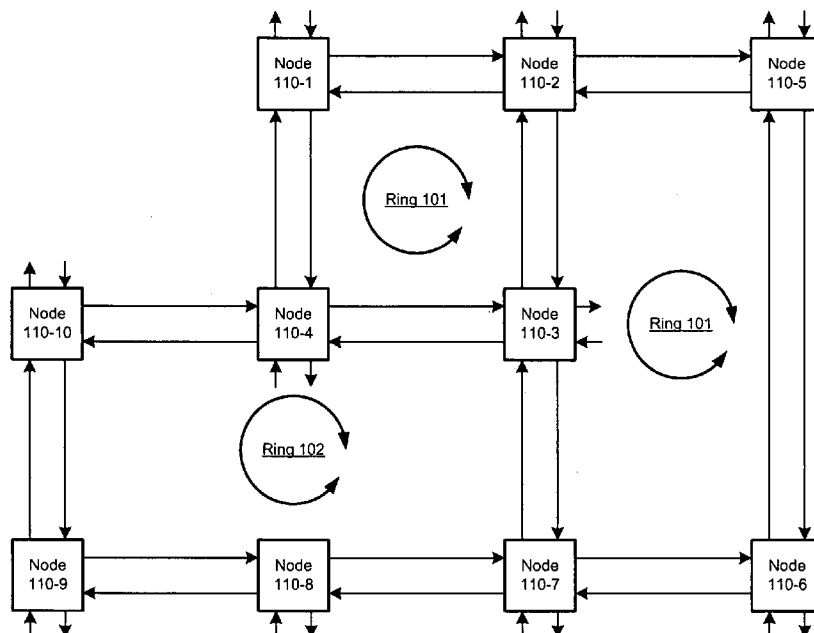 Node
110-1
Node
110-2
Node
110-5
Ring 101
Node
110-10
Node
110-4
Node
110-3
Ring 101
Ring 102
Node
110-9
Node
110-8
Node
110-7
Node
110-6